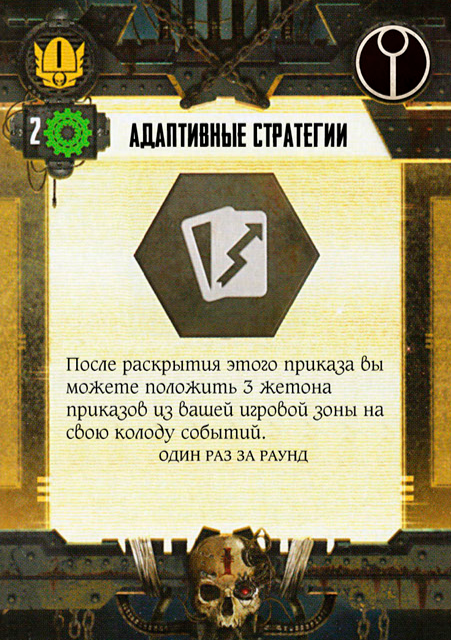 2
АДАПТИВНЫЕ СТРАТЕГИИ
После раскрытия этого приказа вы
можете положить 3 жетона
приказов из вашей игровой зоны на
свою колоду событий.
ОДИН РАЗ ЗА РАУНД
I